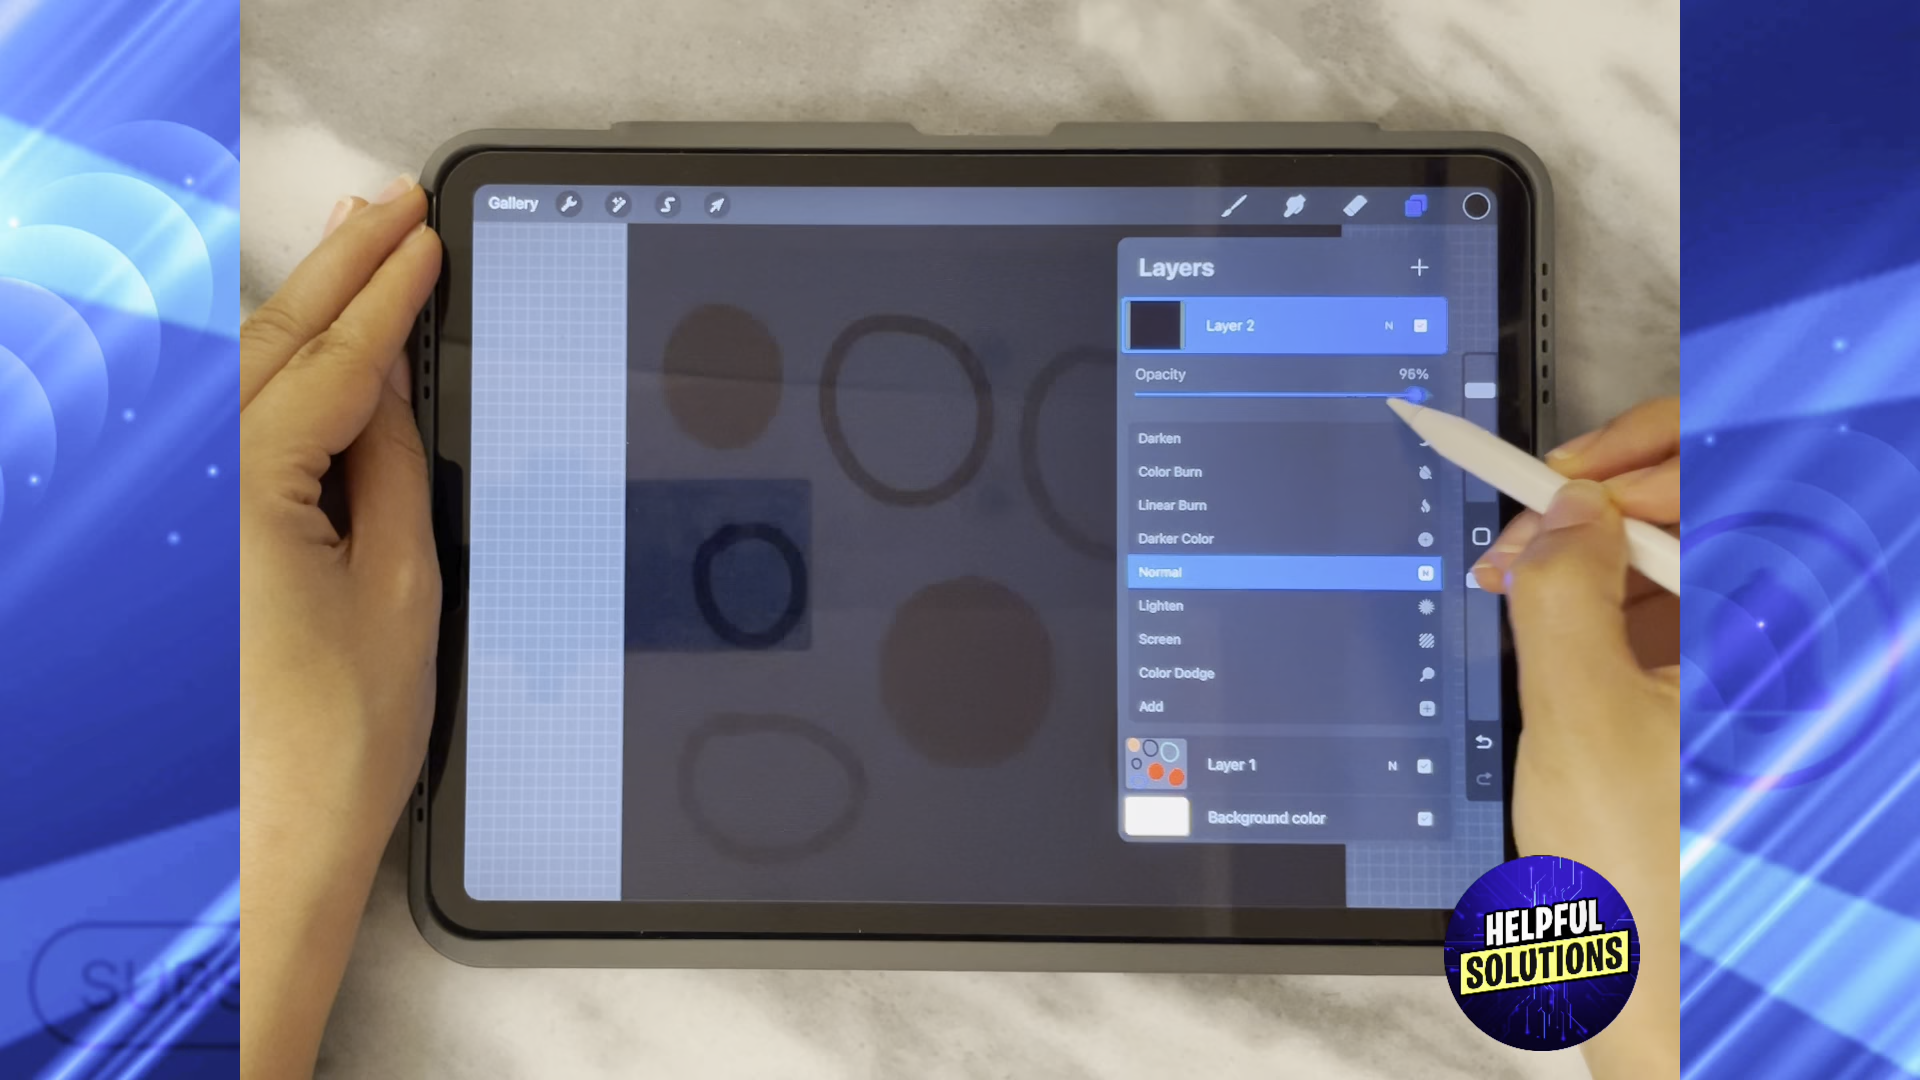 Gallery
Layers
Layer 2
N
Opacity
95%
Darken
Color Burn
Linear Burn
Darker Color
Normal
N
Lighten
Screen
Color Dodge
Add
Layer 1
N
Background color
HELPFUL
SOLUTIONS